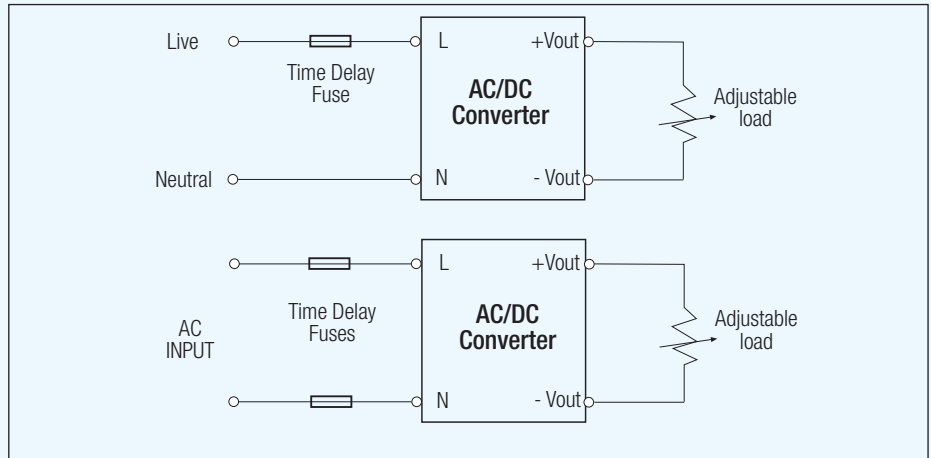 Live
L
+Vout
Time Delay
Fuse
AC/DC
Converter
Adjustable
load
Neutral
N
- Vout
L
+Vout
Time Delay
Fuses
AC
INPUT
AC/DC
Converter
Adjustable
load
N
- Vout